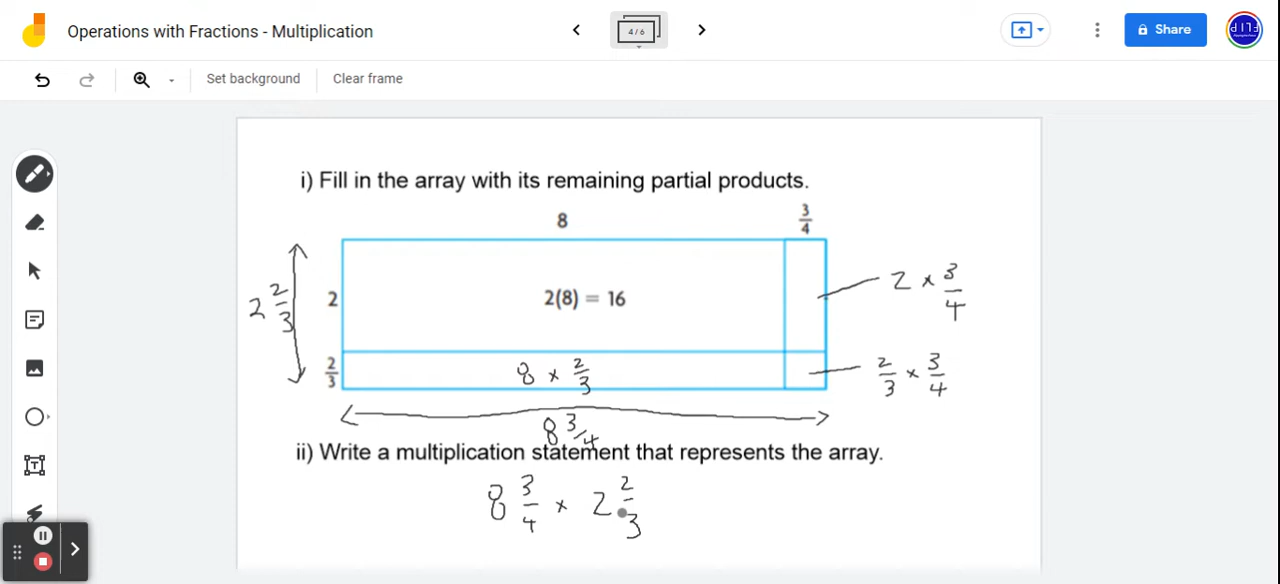 Operations with Fractions - Multiplication
4 / 6
Share
FLIP
Set background
Clear frame
i) Fill in the array with its remaining partial products.
8
3/4
2 2/3
2
2(8) = 16
2 × 3/4
2/3
8 × 2/3
2/3 × 3/4
8 3/4
ii) Write a multiplication statement that represents the array.
8 3/4 × 2 2/3